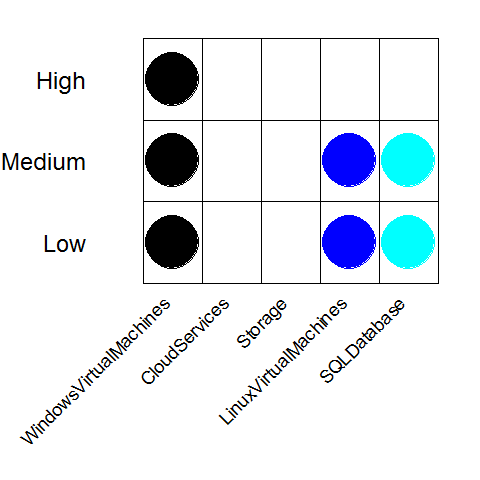 High
Medium
Low
WindowsVirtualMachines
CloudServices
Storage
LinuxVirtualMachines
SQLDatabase